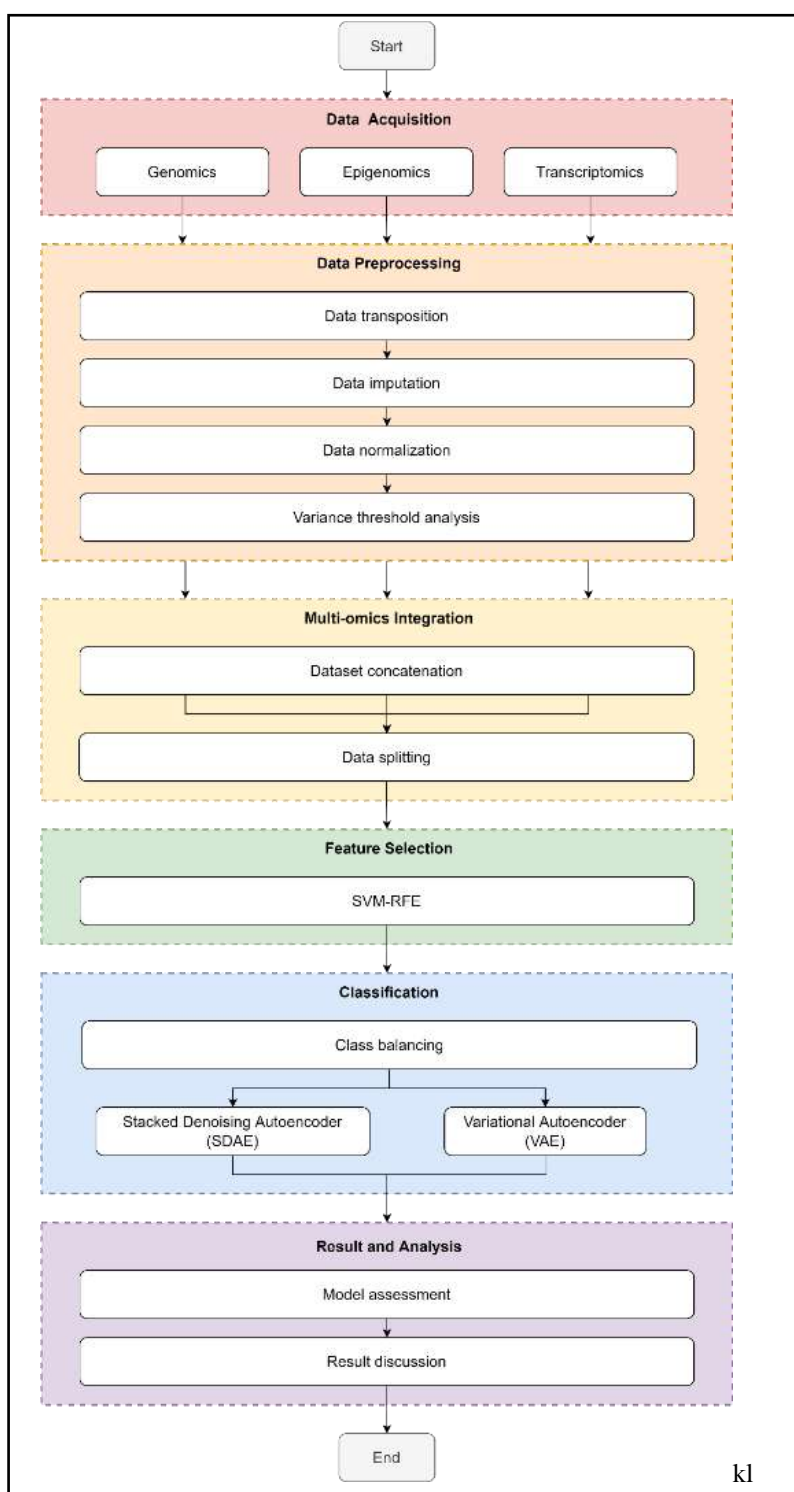 Start
Data Acquisition
Genomics
Epigenomics
Transcriptomics
Data Preprocessing
Data transposition
Data imputation
Data normalization
Variance threshold analysis
Multi-omics Integration
Dataset concatenation
Data splitting
Feature Selection
SVM-RFE
Classification
Class balancing
Stacked Denoising Autoencoder
(SDAE)
Variational Autoencoder
(VAE)
Result and Analysis
Model assessment
Result discussion
End
kl